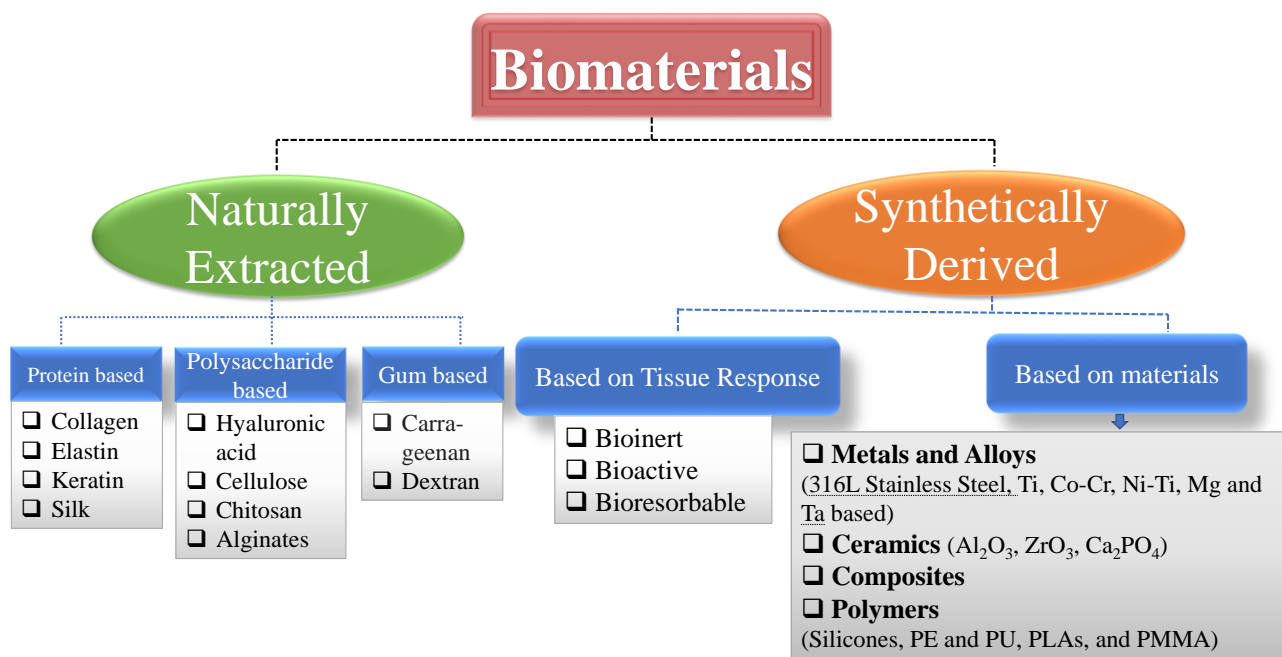 Biomaterials
Naturally
Extracted
Synthetically
Derived
Protein based
❑ Collagen
❑ Elastin
❑ Keratin
❑ Silk
Polysaccharide
based
❑ Hyaluronic
acid
❑ Cellulose
❑ Chitosan
❑ Alginates
Gum based
❑ Carra-
geenan
❑ Dextran
Based on Tissue Response
❑ Bioinert
❑ Bioactive
❑ Bioresorbable
Based on materials
❑ Metals and Alloys
(316L Stainless Steel, Ti, Co-Cr, Ni-Ti, Mg and
Ta based)
❑ Ceramics (Al₂O₃, ZrO₃, Ca₂PO₄)
❑ Composites
❑ Polymers
(Silicones, PE and PU, PLAs, and PMMA)